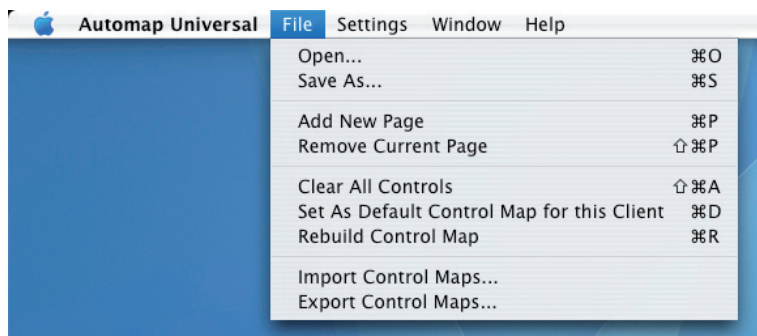 Automap Universal File Settings Window Help
Open... ⌘O
Save As... ⌘S
Add New Page ⌘P
Remove Current Page ⇧⌘P
Clear All Controls ⇧⌘A
Set As Default Control Map for this Client ⌘D
Rebuild Control Map ⌘R
Import Control Maps...
Export Control Maps...